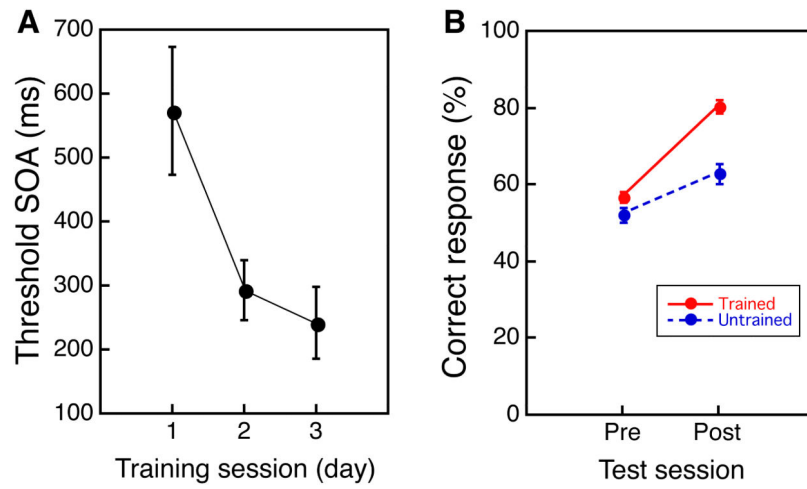 A
700
600
500
400
300
200
100
Threshold SOA (ms)
1 2 3
Training session (day)
B
100
80
60
40
20
0
Correct response (%)
Trained
Untrained
Pre Post
Test session